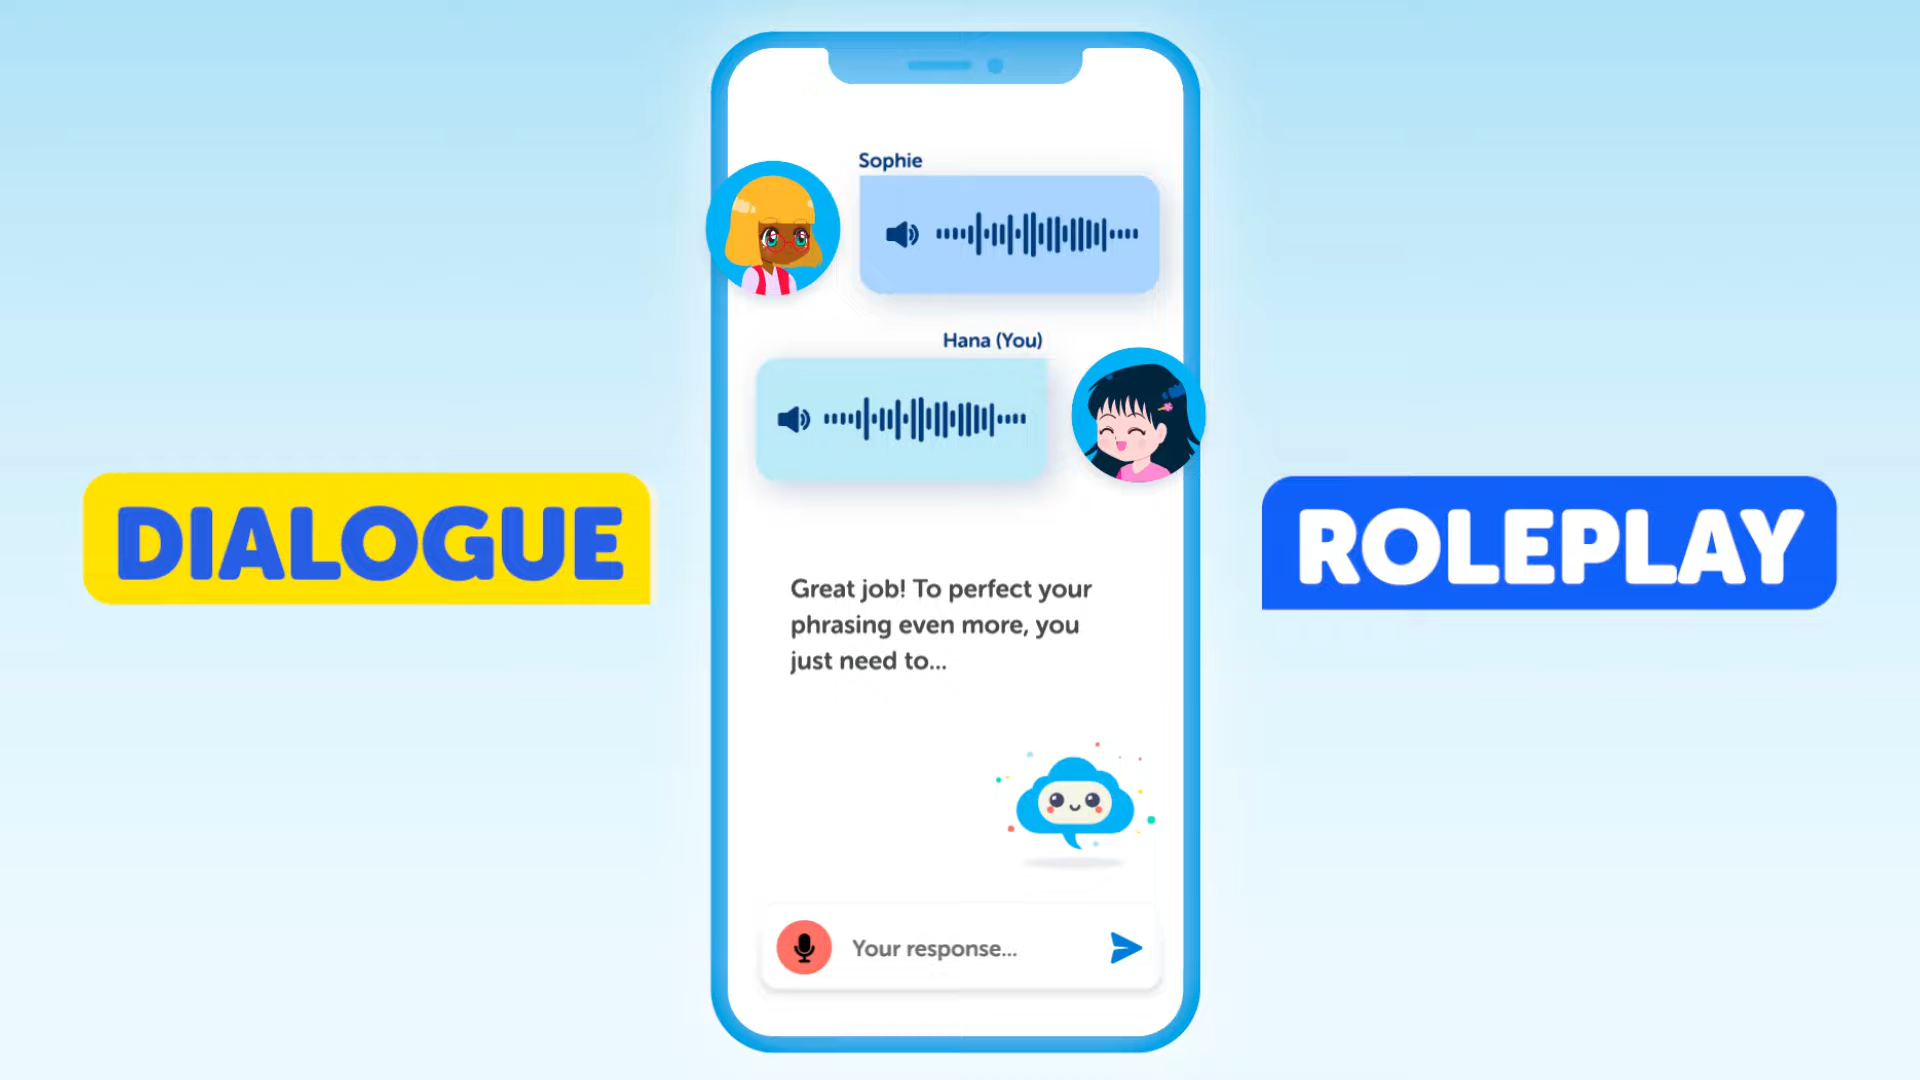 Sophie
Hana (You)
DIALOGUE
ROLEPLAY
Great job! To perfect your
phrasing even more, you
just need to...
Your response...